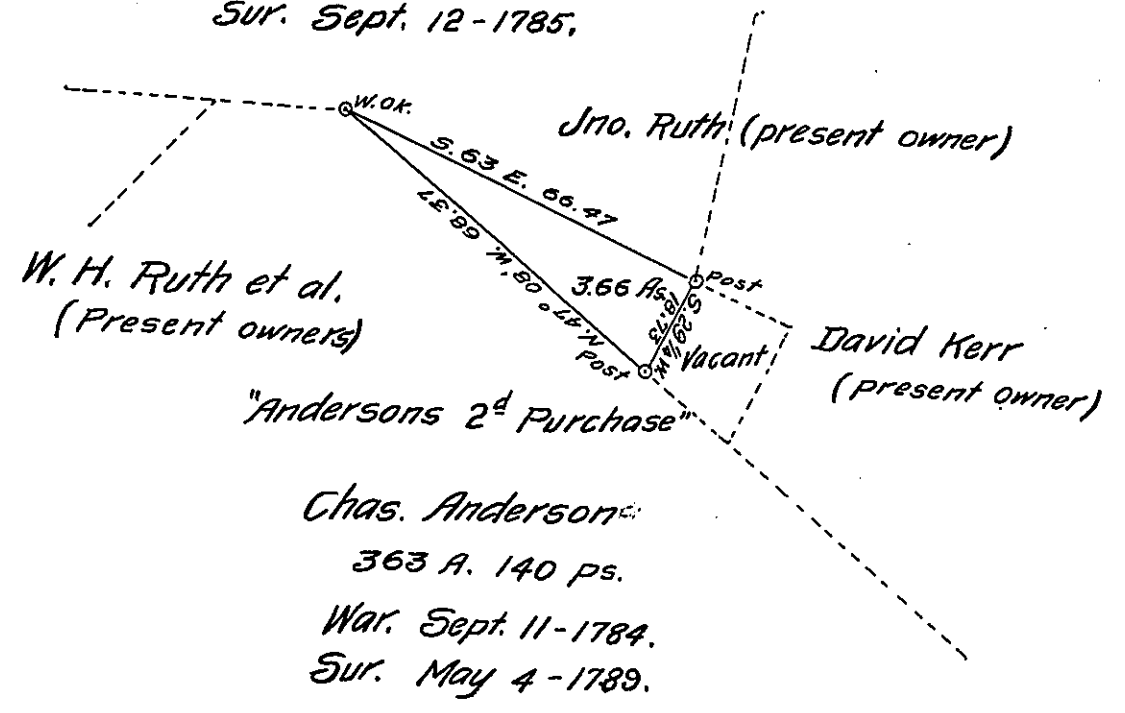 Sur. Sept. 12-1785.
W.OK.
Jno. Ruth (present owner)
S. 63 E. 66.47
N. 47° 08' W. 68.37
W. H. Ruth et al.
(Present owners)
3.66 As.
Post
S 29 1/4 W.
18.73
Vacant
Post
David Kerr
(present owner)
"Andersons 2d Purchase"
Chas. Anderson
363 A. 140 ps.
War. Sept. 11-1784.
Sur. May 4-1789.